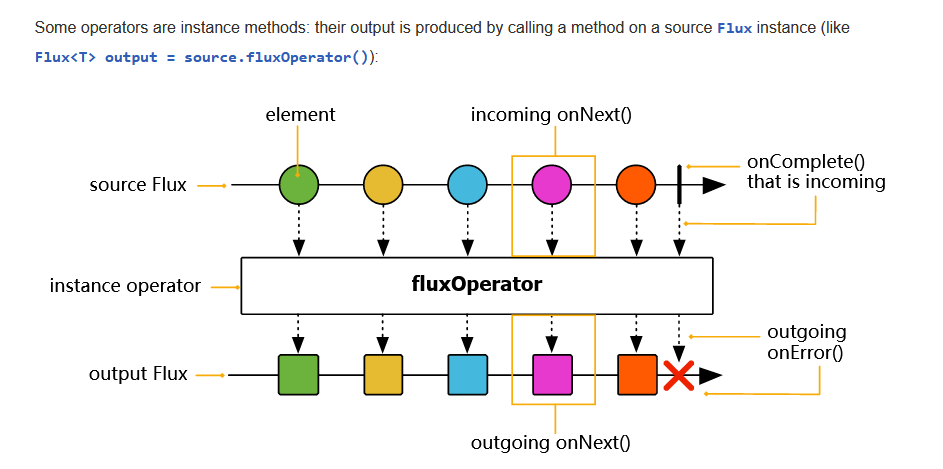 Some operators are instance methods: their output is produced by calling a method on a source Flux instance (like
Flux<T> output = source.fluxOperator()):
element
incoming onNext()
onComplete()
that is incoming
source Flux
instance operator
fluxOperator
outgoing
onError()
output Flux
outgoing onNext()